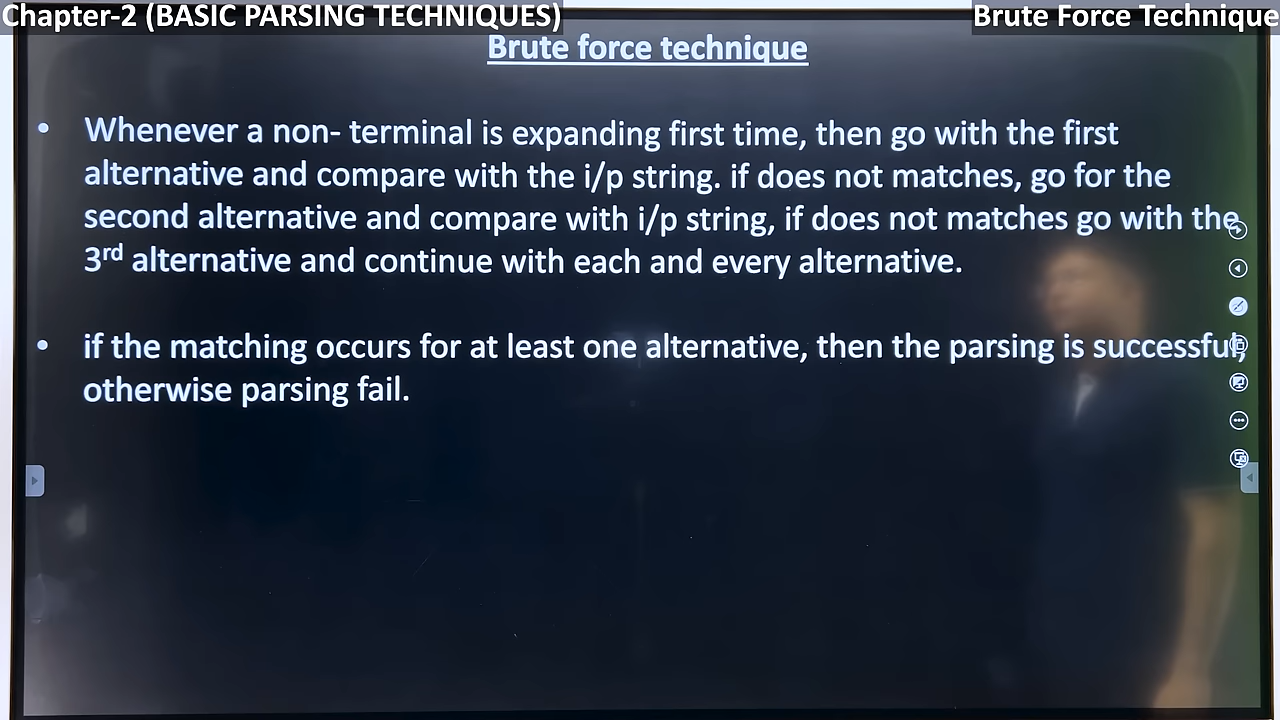 Chapter-2 (BASIC PARSING TECHNIQUES)
Brute Force Technique
Brute force technique
• Whenever a non- terminal is expanding first time, then go with the first
alternative and compare with the i/p string. if does not matches, go for the
second alternative and compare with i/p string, if does not matches go with the
3rd alternative and continue with each and every alternative.
• if the matching occurs for at least one alternative, then the parsing is successful,
otherwise parsing fail.